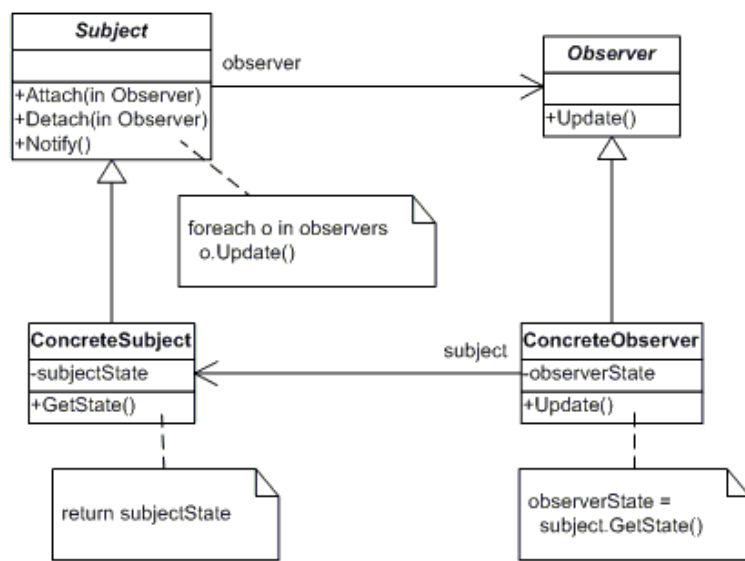 Subject
+Attach(in Observer)
+Detach(in Observer)
+Notify()
observer
Observer
+Update()
foreach o in observers
o.Update()
ConcreteSubject
-subjectState
+GetState()
subject
ConcreteObserver
-observerState
+Update()
return subjectState
observerState =
subject.GetState()